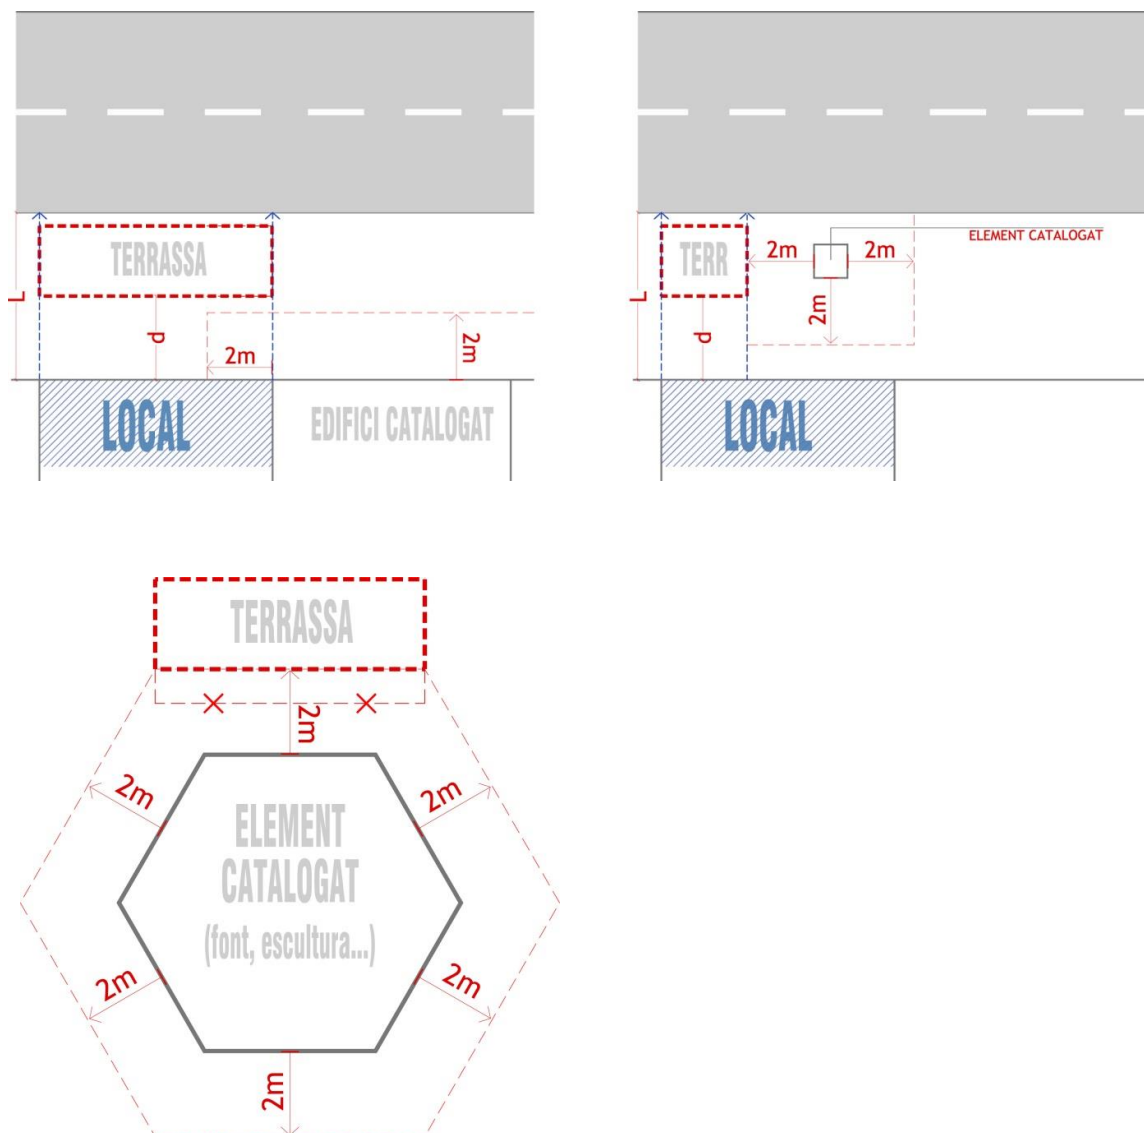 TERRASSA
L
d
2m
2m
LOCAL
EDIFICI CATALOGAT
ELEMENT CATALOGAT
TERR
2m
2m
2m
L
d
LOCAL
TERRASSA
2m
2m
2m
ELEMENT
CATALOGAT
(font, escultura...)
2m
2m
2m